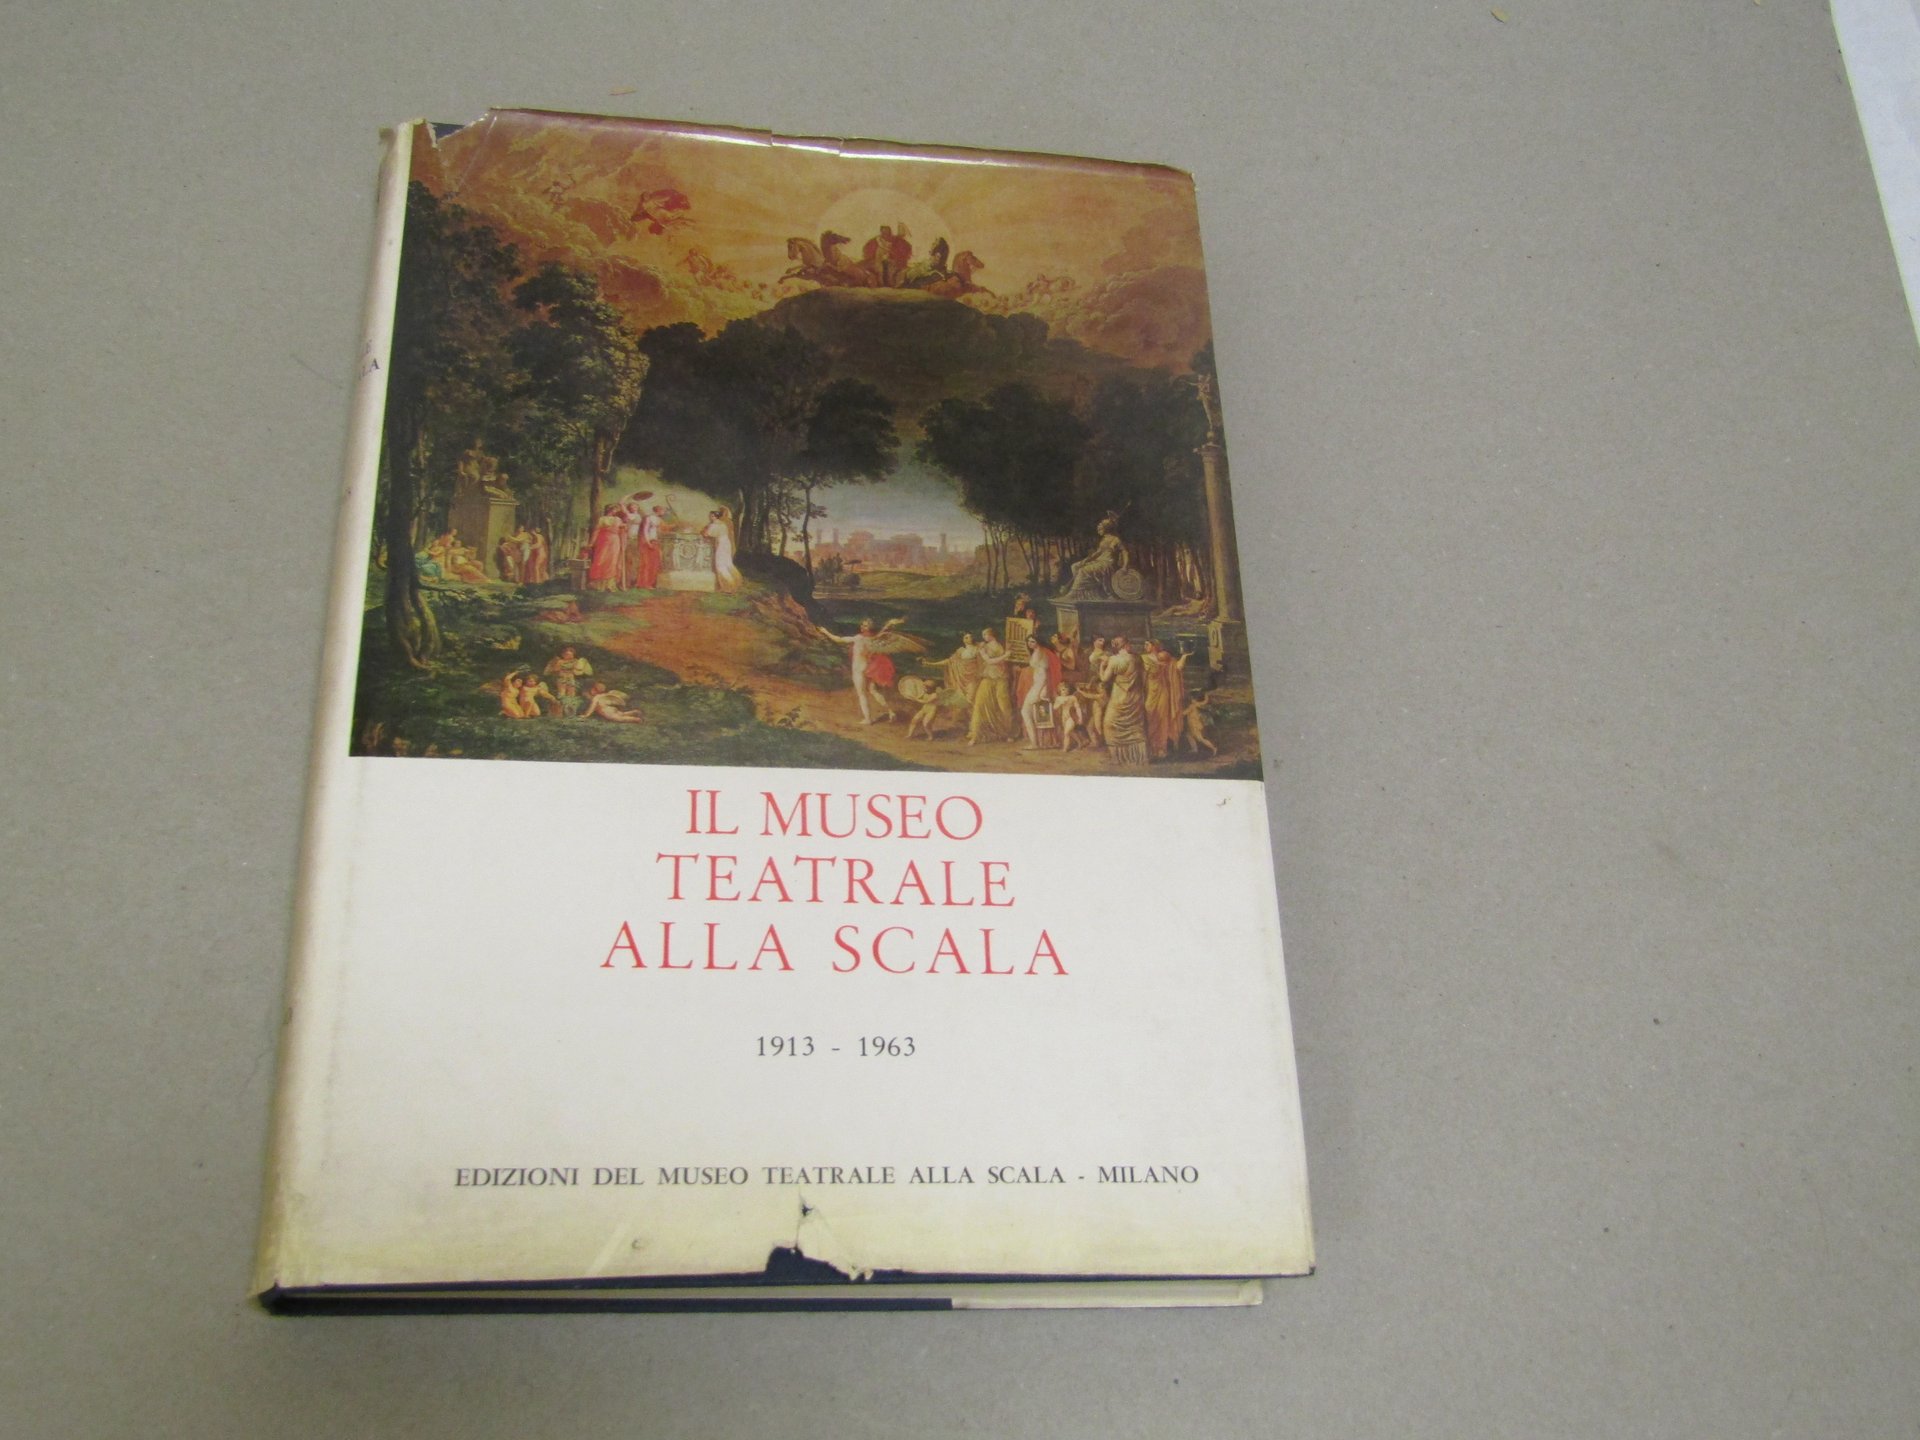 IL MUSEO
TEATRALE
ALLA SCALA
1913 - 1963
EDIZIONI DEL MUSEO TEATRALE ALLA SCALA - MILANO